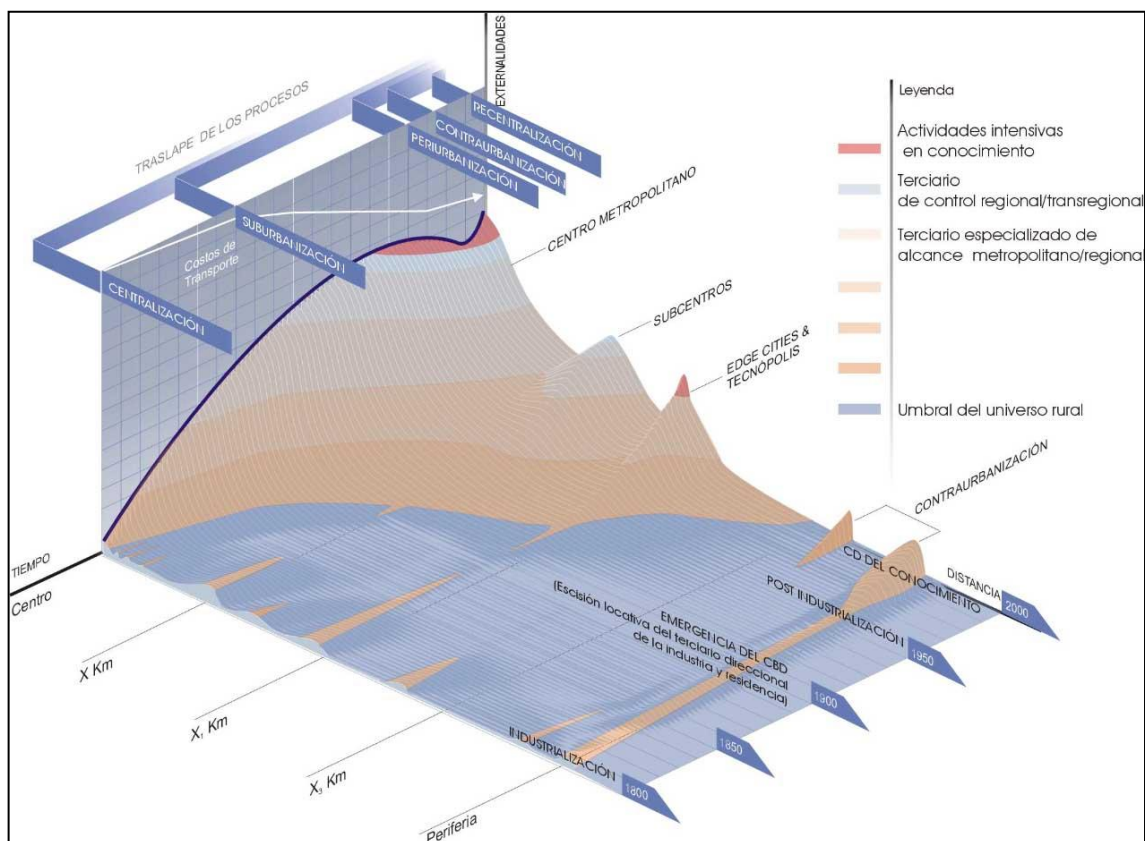 TRASLAPE DE LOS PROCESOS
EXTERNALIDADES
RECENTRALIZACIÓN
CONTRAURBANIZACIÓN
PERIURBANIZACIÓN
SUBURBANIZACIÓN
CENTRALIZACIÓN
Costos de
Transporte
CENTRO METROPOLITANO
SUBCENTROS
EDGE CITIES &
TECNÓPOLIS
CONTRAURBANIZACIÓN
Leyenda
Actividades intensivas
en conocimiento
Terciario
de control regional/transregional
Terciario especializado de
alcance metropolitano/regional
Umbral del universo rural
TIEMPO
Centro
X Km
X₁ Km
X₃ Km
Periferia
DISTANCIA
CD DEL CONOCIMIENTO
POST INDUSTRIALIZACIÓN
EMERGENCIA DEL CBD
(Escisión locativa del terciario direccional
de la industria y residencia)
INDUSTRIALIZACIÓN
2000
1950
1900
1850
1800